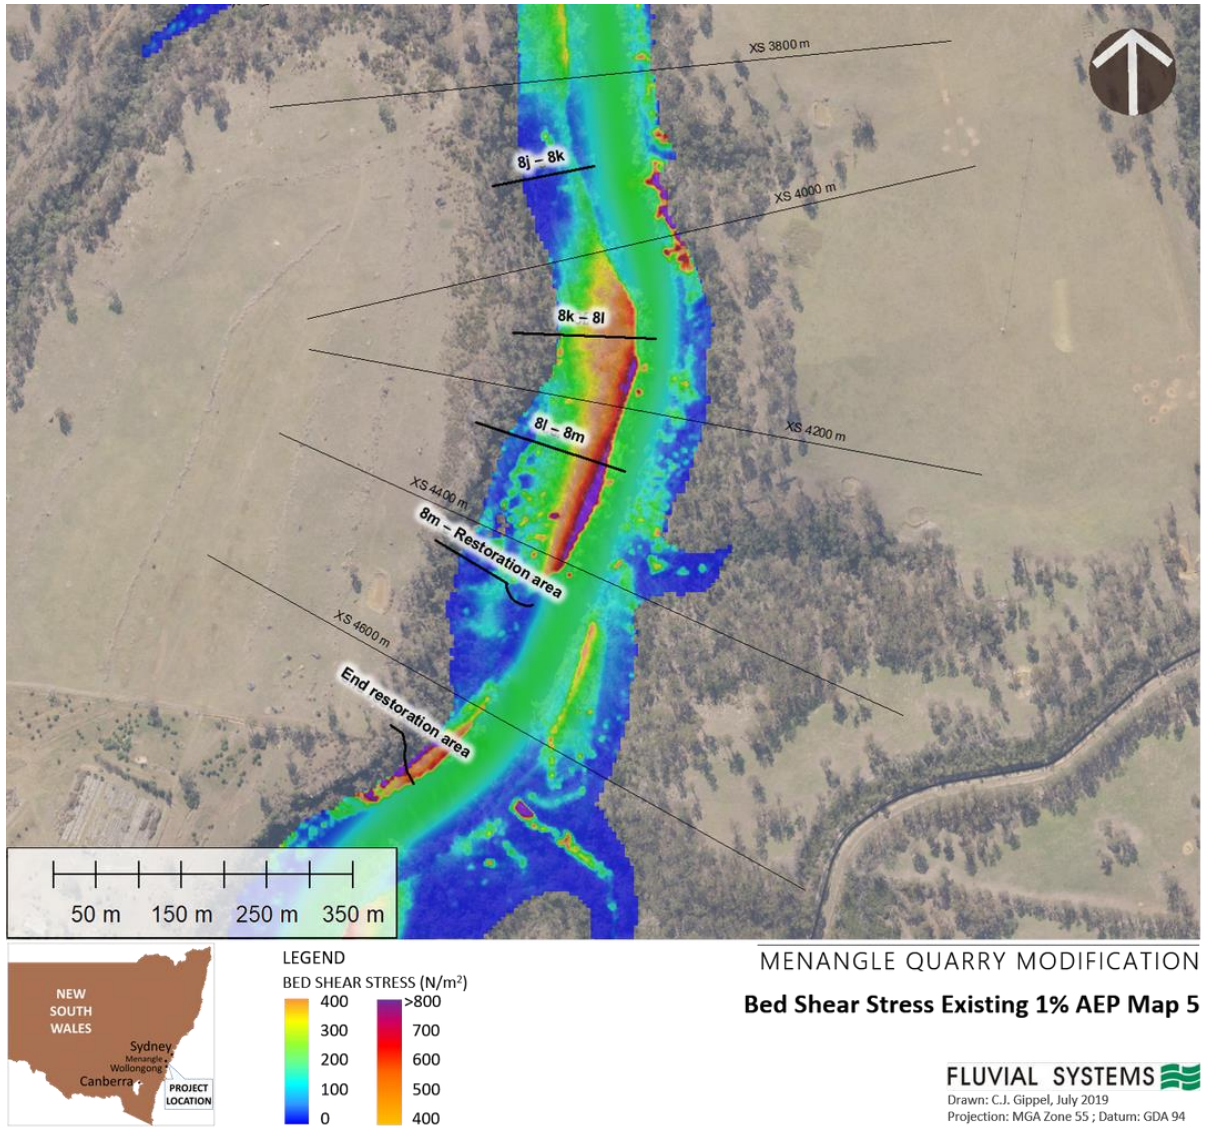 XS 3800 m
8j – 8k
XS 4000 m
8k – 8l
XS 4200 m
8l – 8m
XS 4400 m
8m – Restoration area
XS 4600 m
End restoration area
50 m 150 m 250 m 350 m
NEW
SOUTH
WALES
Sydney
Menangle
Wollongong
Canberra
PROJECT
LOCATION
LEGEND
BED SHEAR STRESS (N/m²)
400 >800
300 700
200 600
100 500
0 400
MENANGLE QUARRY MODIFICATION
Bed Shear Stress Existing 1% AEP Map 5
FLUVIAL SYSTEMS
Drawn: C.J. Gippel, July 2019
Projection: MGA Zone 55 ; Datum: GDA 94